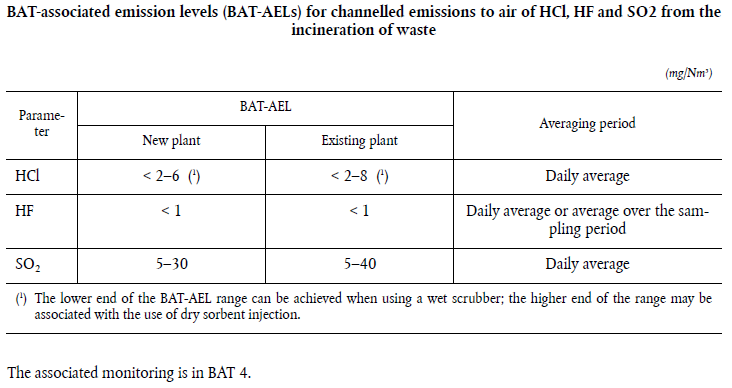 BAT-associated emission levels (BAT-AELs) for channelled emissions to air of HCl, HF and SO2 from the
incineration of waste
(mg/Nm³)
Parame-
ter
BAT-AEL
Averaging period
New plant
Existing plant
HCl
< 2–6 (¹)
< 2–8 (¹)
Daily average
HF
< 1
< 1
Daily average or average over the sam-
pling period
SO₂
5–30
5–40
Daily average
(¹) The lower end of the BAT-AEL range can be achieved when using a wet scrubber; the higher end of the range may be
associated with the use of dry sorbent injection.
The associated monitoring is in BAT 4.